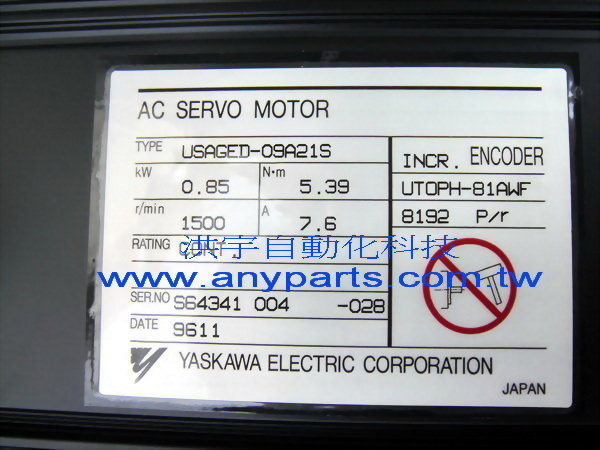 AC SERVO MOTOR
TYPE USAGED-09A21S
kW 0.85 N·m 5.39
r/min 1500 A 7.6
RATING CONT.
SER.NO S64341 004 -028
DATE 9611
INCR. ENCODER
UTOPH-81AWF
8192 P/r
YASKAWA ELECTRIC CORPORATION
JAPAN
洪宇自動化科技
www.anyparts.com.tw